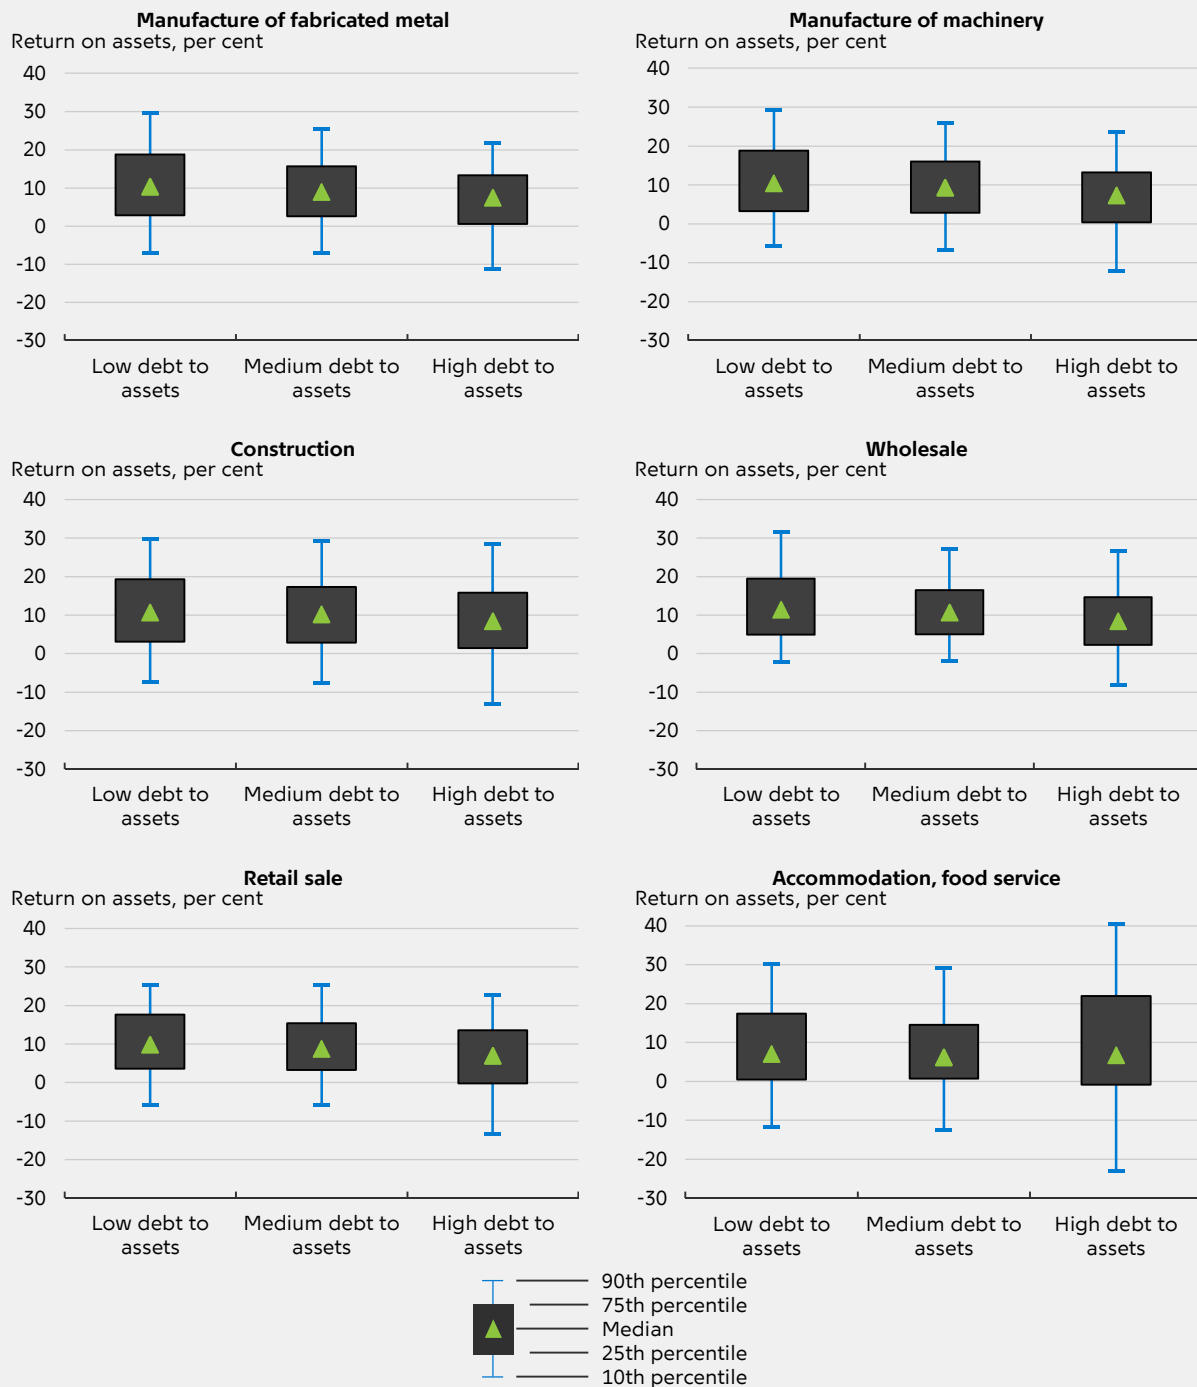 Manufacture of fabricated metal
Return on assets, per cent
40
30
20
10
0
-10
-20
-30
Low debt to
assets
Medium debt to
assets
High debt to
assets
Manufacture of machinery
Return on assets, per cent
40
30
20
10
0
-10
-20
-30
Low debt to
assets
Medium debt to
assets
High debt to
assets
Construction
Return on assets, per cent
40
30
20
10
0
-10
-20
-30
Low debt to
assets
Medium debt to
assets
High debt to
assets
Wholesale
Return on assets, per cent
40
30
20
10
0
-10
-20
-30
Low debt to
assets
Medium debt to
assets
High debt to
assets
Retail sale
Return on assets, per cent
40
30
20
10
0
-10
-20
-30
Low debt to
assets
Medium debt to
assets
High debt to
assets
Accommodation, food service
Return on assets, per cent
40
30
20
10
0
-10
-20
-30
Low debt to
assets
Medium debt to
assets
High debt to
assets
90th percentile
75th percentile
Median
25th percentile
10th percentile